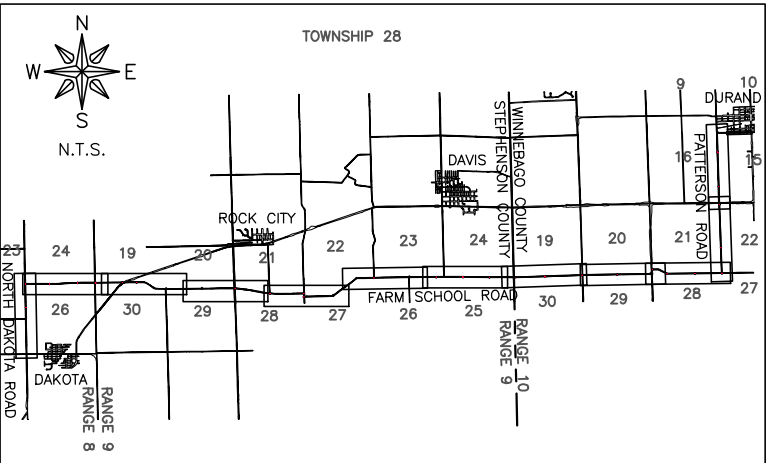 TOWNSHIP 28
N
W E
S
N.T.S.
9 10
DURAND
16 15
PATTERSON ROAD
WINNEBAGO COUNTY
STEPHENSON COUNTY
DAVIS
ROCK CITY
23 24 19 20 21 22 23 24 19 20 21 22
NORTH DAKOTA ROAD
26 30 29 28 27 26 25 30 29 28 27
FARM SCHOOL ROAD
DAKOTA
RANGE 9
RANGE 8
RANGE 10
RANGE 9